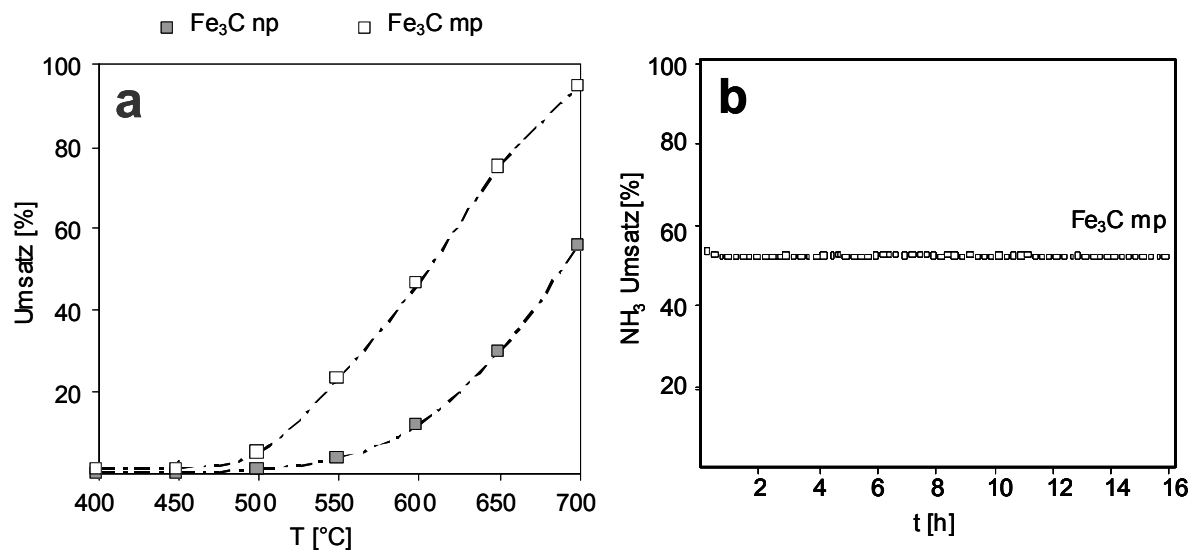 Fe₃C np
Fe₃C mp
a
Umsatz [%]
100
80
60
40
20
400 450 500 550 600 650 700
T [°C]
b
NH₃ Umsatz [%]
100
80
60
40
20
Fe₃C mp
2 4 6 8 10 12 14 16
t [h]